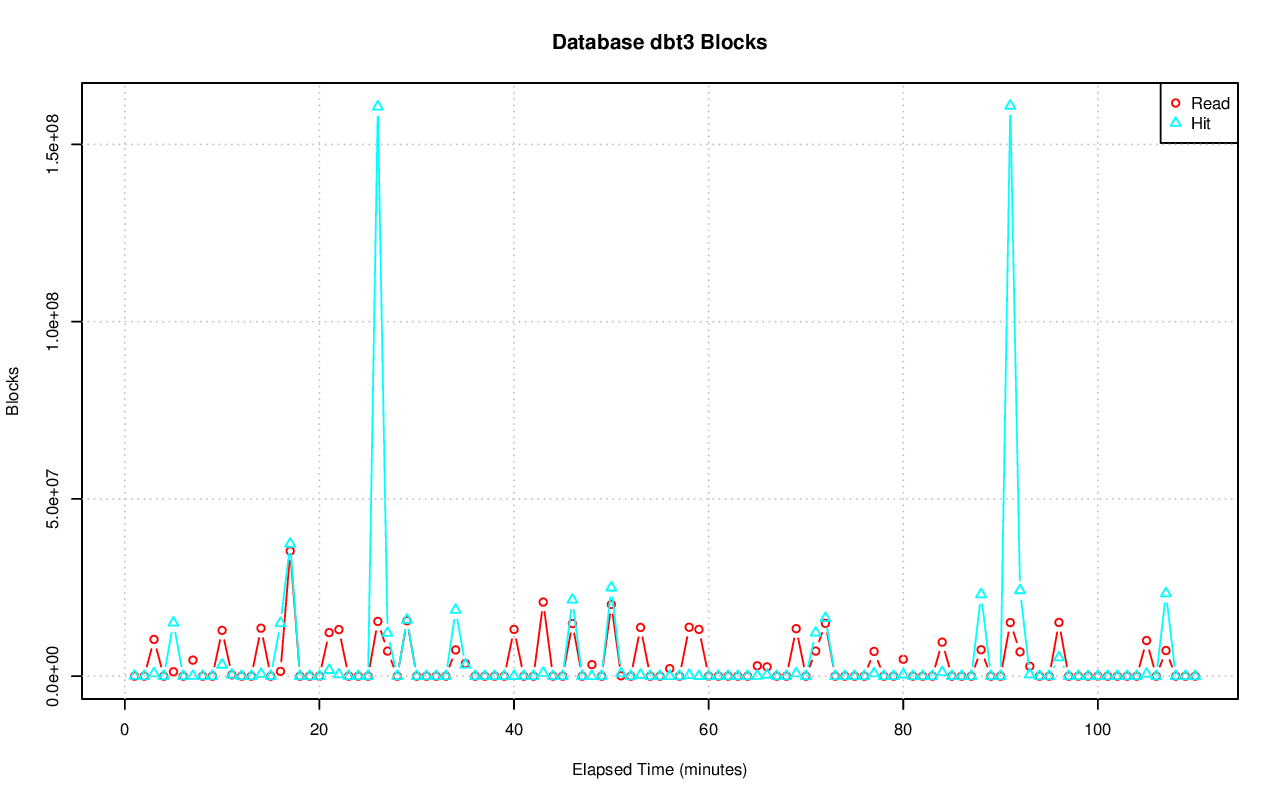 Database dbt3 Blocks
Read
Hit
Blocks
1.5e+08
1.0e+08
5.0e+07
0.0e+00
0 20 40 60 80 100
Elapsed Time (minutes)